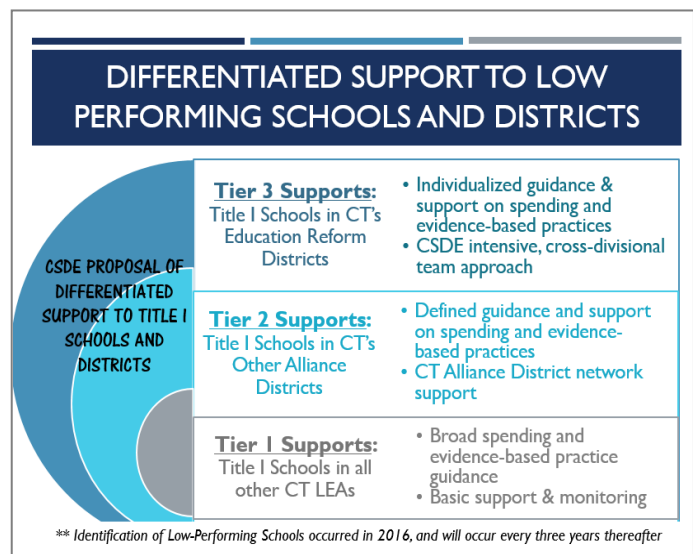 DIFFERENTIATED SUPPORT TO LOW
PERFORMING SCHOOLS AND DISTRICTS
CSDE PROPOSAL OF
DIFFERENTIATED
SUPPORT TO TITLE I
SCHOOLS AND
DISTRICTS
Tier 3 Supports:
Title I Schools in CT's
Education Reform
Districts
• Individualized guidance &
support on spending and
evidence-based practices
• CSDE intensive, cross-divisional
team approach
Tier 2 Supports:
Title I Schools in CT's
Other Alliance
Districts
• Defined guidance and support
on spending and evidence-
based practices
• CT Alliance District network
support
Tier 1 Supports:
Title I Schools in all
other CT LEAs
• Broad spending and
evidence-based practice
guidance
• Basic support & monitoring
** Identification of Low-Performing Schools occurred in 2016, and will occur every three years thereafter